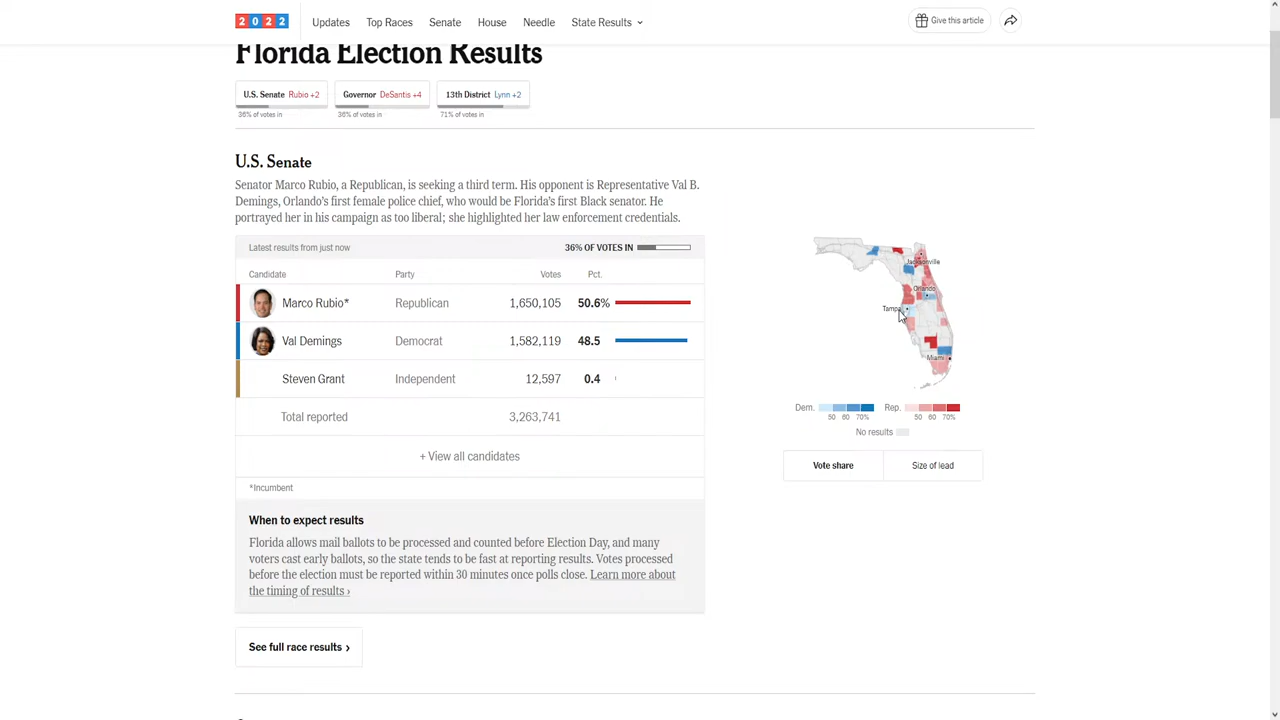 2022 Updates Top Races Senate House Needle State Results Give this article
Florida Election Results
U.S. Senate Rubio +2 Governor DeSantis +4 13th District Lynn +2
36% of votes in 36% of votes in 71% of votes in
U.S. Senate
Senator Marco Rubio, a Republican, is seeking a third term. His opponent is Representative Val B.
Demings, Orlando's first female police chief, who would be Florida's first Black senator. He
portrayed her in his campaign as too liberal; she highlighted her law enforcement credentials.
Latest results from just now 36% OF VOTES IN
Candidate Party Votes Pct.
Marco Rubio* Republican 1,650,105 50.6%
Val Demings Democrat 1,582,119 48.5
Steven Grant Independent 12,597 0.4
Total reported 3,263,741
+ View all candidates
*Incumbent
When to expect results
Florida allows mail ballots to be processed and counted before Election Day, and many
voters cast early ballots, so the state tends to be fast at reporting results. Votes processed
before the election must be reported within 30 minutes once polls close. Learn more about
the timing of results ›
See full race results ›
Jacksonville
Orlando
Tampa
Miami
Dem. Rep.
50 60 70% 50 60 70%
No results
Vote share Size of lead